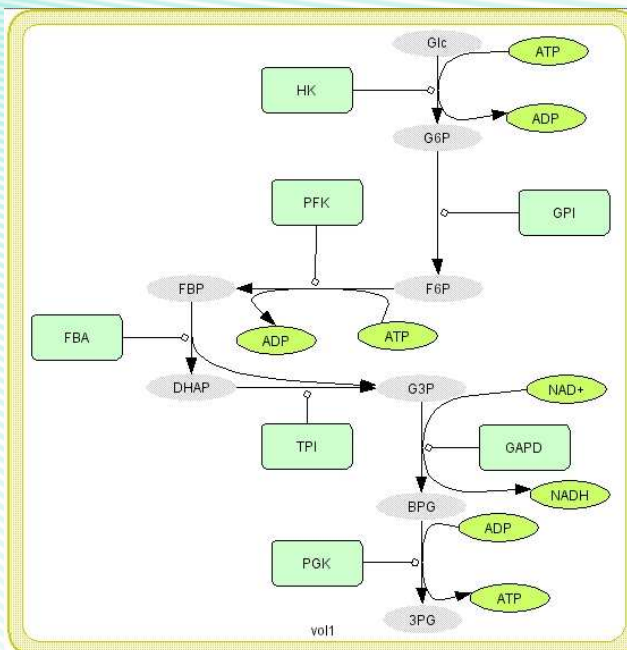 Glc
ATP
HK
ADP
G6P
PFK
GPI
FBP
F6P
ADP
ATP
FBA
DHAP
G3P
NAD+
TPI
GAPD
NADH
BPG
ADP
PGK
ATP
3PG
vol1